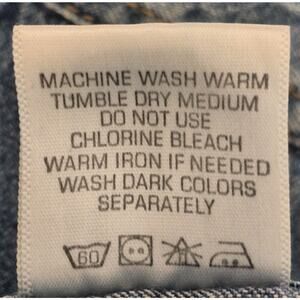 MACHINE WASH WARM
TUMBLE DRY MEDIUM
DO NOT USE
CHLORINE BLEACH
WARM IRON IF NEEDED
WASH DARK COLORS
SEPARATELY
60